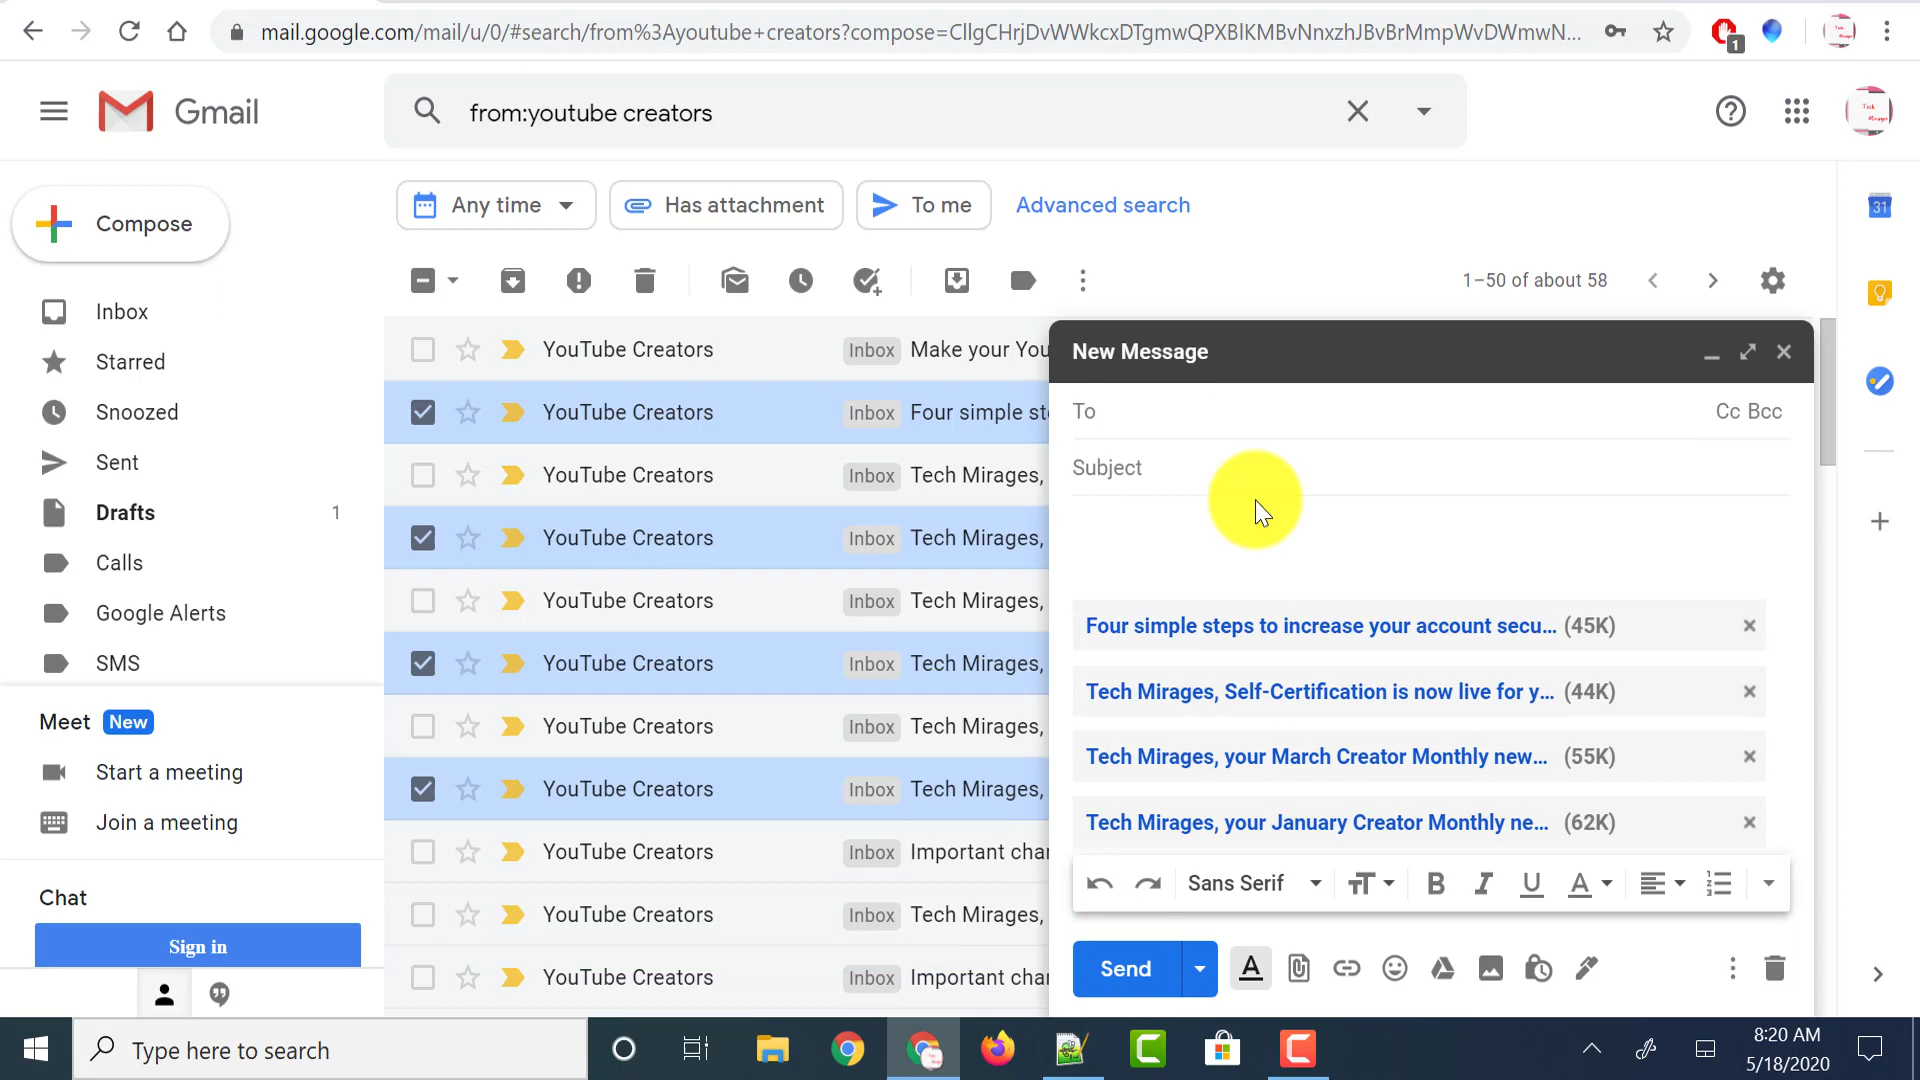 mail.google.com/mail/u/0/#search/from%3Ayoutube+creators?compose=CllgCHrjDvWWkcxDTgmwQPXBlKMBvNnxzhJBvBrMmpWvDWmwN...
1
Gmail
from:youtube creators
Tech
Compose
Any time
Has attachment
To me
Advanced search
31
1–50 of about 58
Inbox
Starred
Snoozed
Sent
Drafts
1
Calls
Google Alerts
SMS
Meet
New
Start a meeting
Join a meeting
Chat
Sign in
YouTube Creators Inbox Make your You
YouTube Creators Inbox Four simple st
YouTube Creators Inbox Tech Mirages,
YouTube Creators Inbox Tech Mirages,
YouTube Creators Inbox Tech Mirages,
YouTube Creators Inbox Tech Mirages,
YouTube Creators Inbox Tech Mirages,
YouTube Creators Inbox Tech Mirages,
YouTube Creators Inbox Important char
YouTube Creators Inbox Tech Mirages,
YouTube Creators Inbox Important char
New Message
To
Cc Bcc
Subject
Four simple steps to increase your account secu... (45K)
Tech Mirages, Self-Certification is now live for y... (44K)
Tech Mirages, your March Creator Monthly new... (55K)
Tech Mirages, your January Creator Monthly ne... (62K)
Sans Serif
Send
Type here to search
8:20 AM
5/18/2020